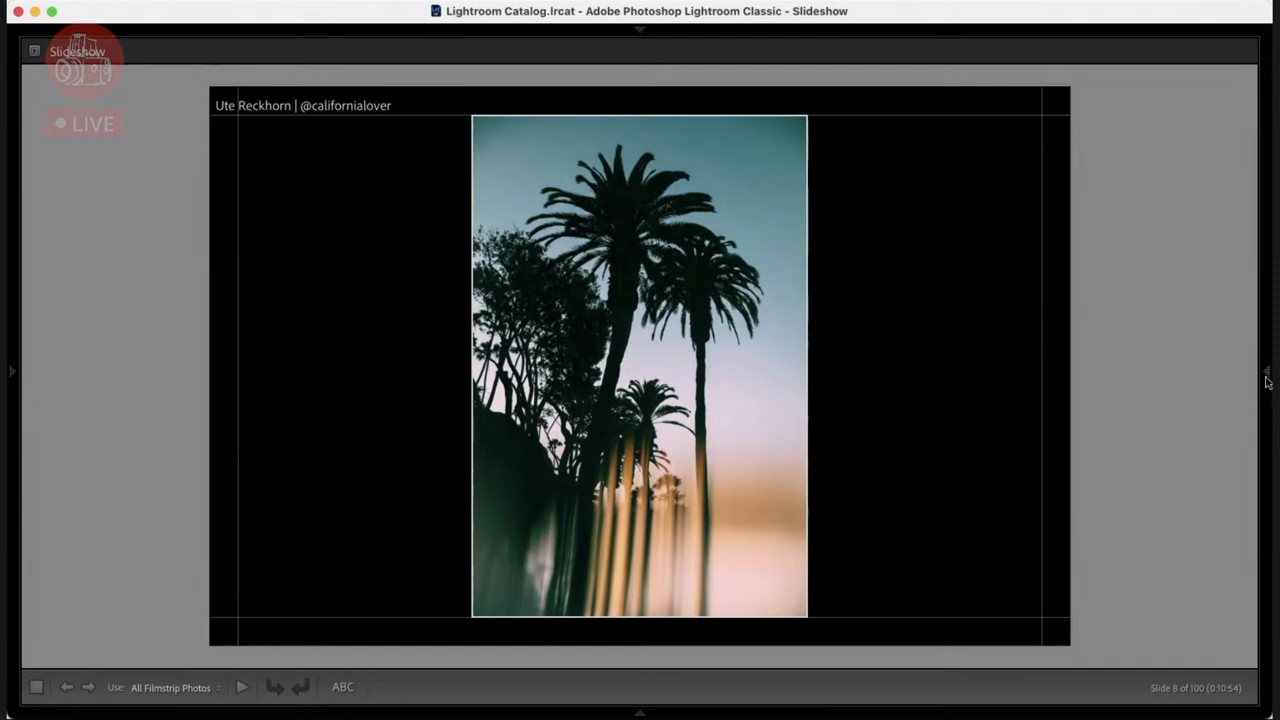 Lightroom Catalog.lrcat - Adobe Photoshop Lightroom Classic - Slideshow
Slideshow
LIVE
Ute Reckhorn | @californialover
Use: All Filmstrip Photos
ABC
Slide 8 of 100 (0:10:54)